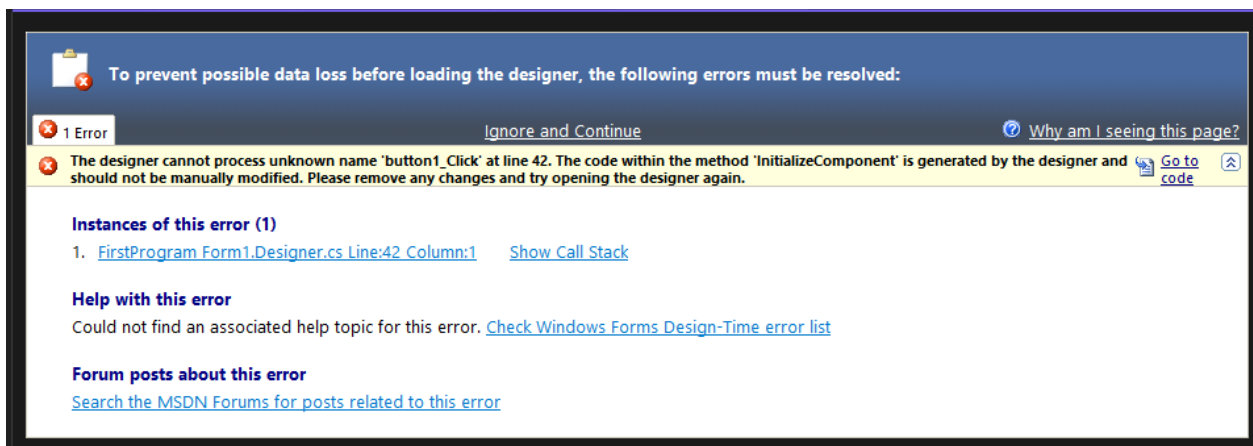 To prevent possible data loss before loading the designer, the following errors must be resolved:
1 Error Ignore and Continue Why am I seeing this page?
The designer cannot process unknown name 'button1_Click' at line 42. The code within the method 'InitializeComponent' is generated by the designer and Go to
should not be manually modified. Please remove any changes and try opening the designer again. code
Instances of this error (1)
1. FirstProgram Form1.Designer.cs Line:42 Column:1 Show Call Stack
Help with this error
Could not find an associated help topic for this error. Check Windows Forms Design-Time error list
Forum posts about this error
Search the MSDN Forums for posts related to this error